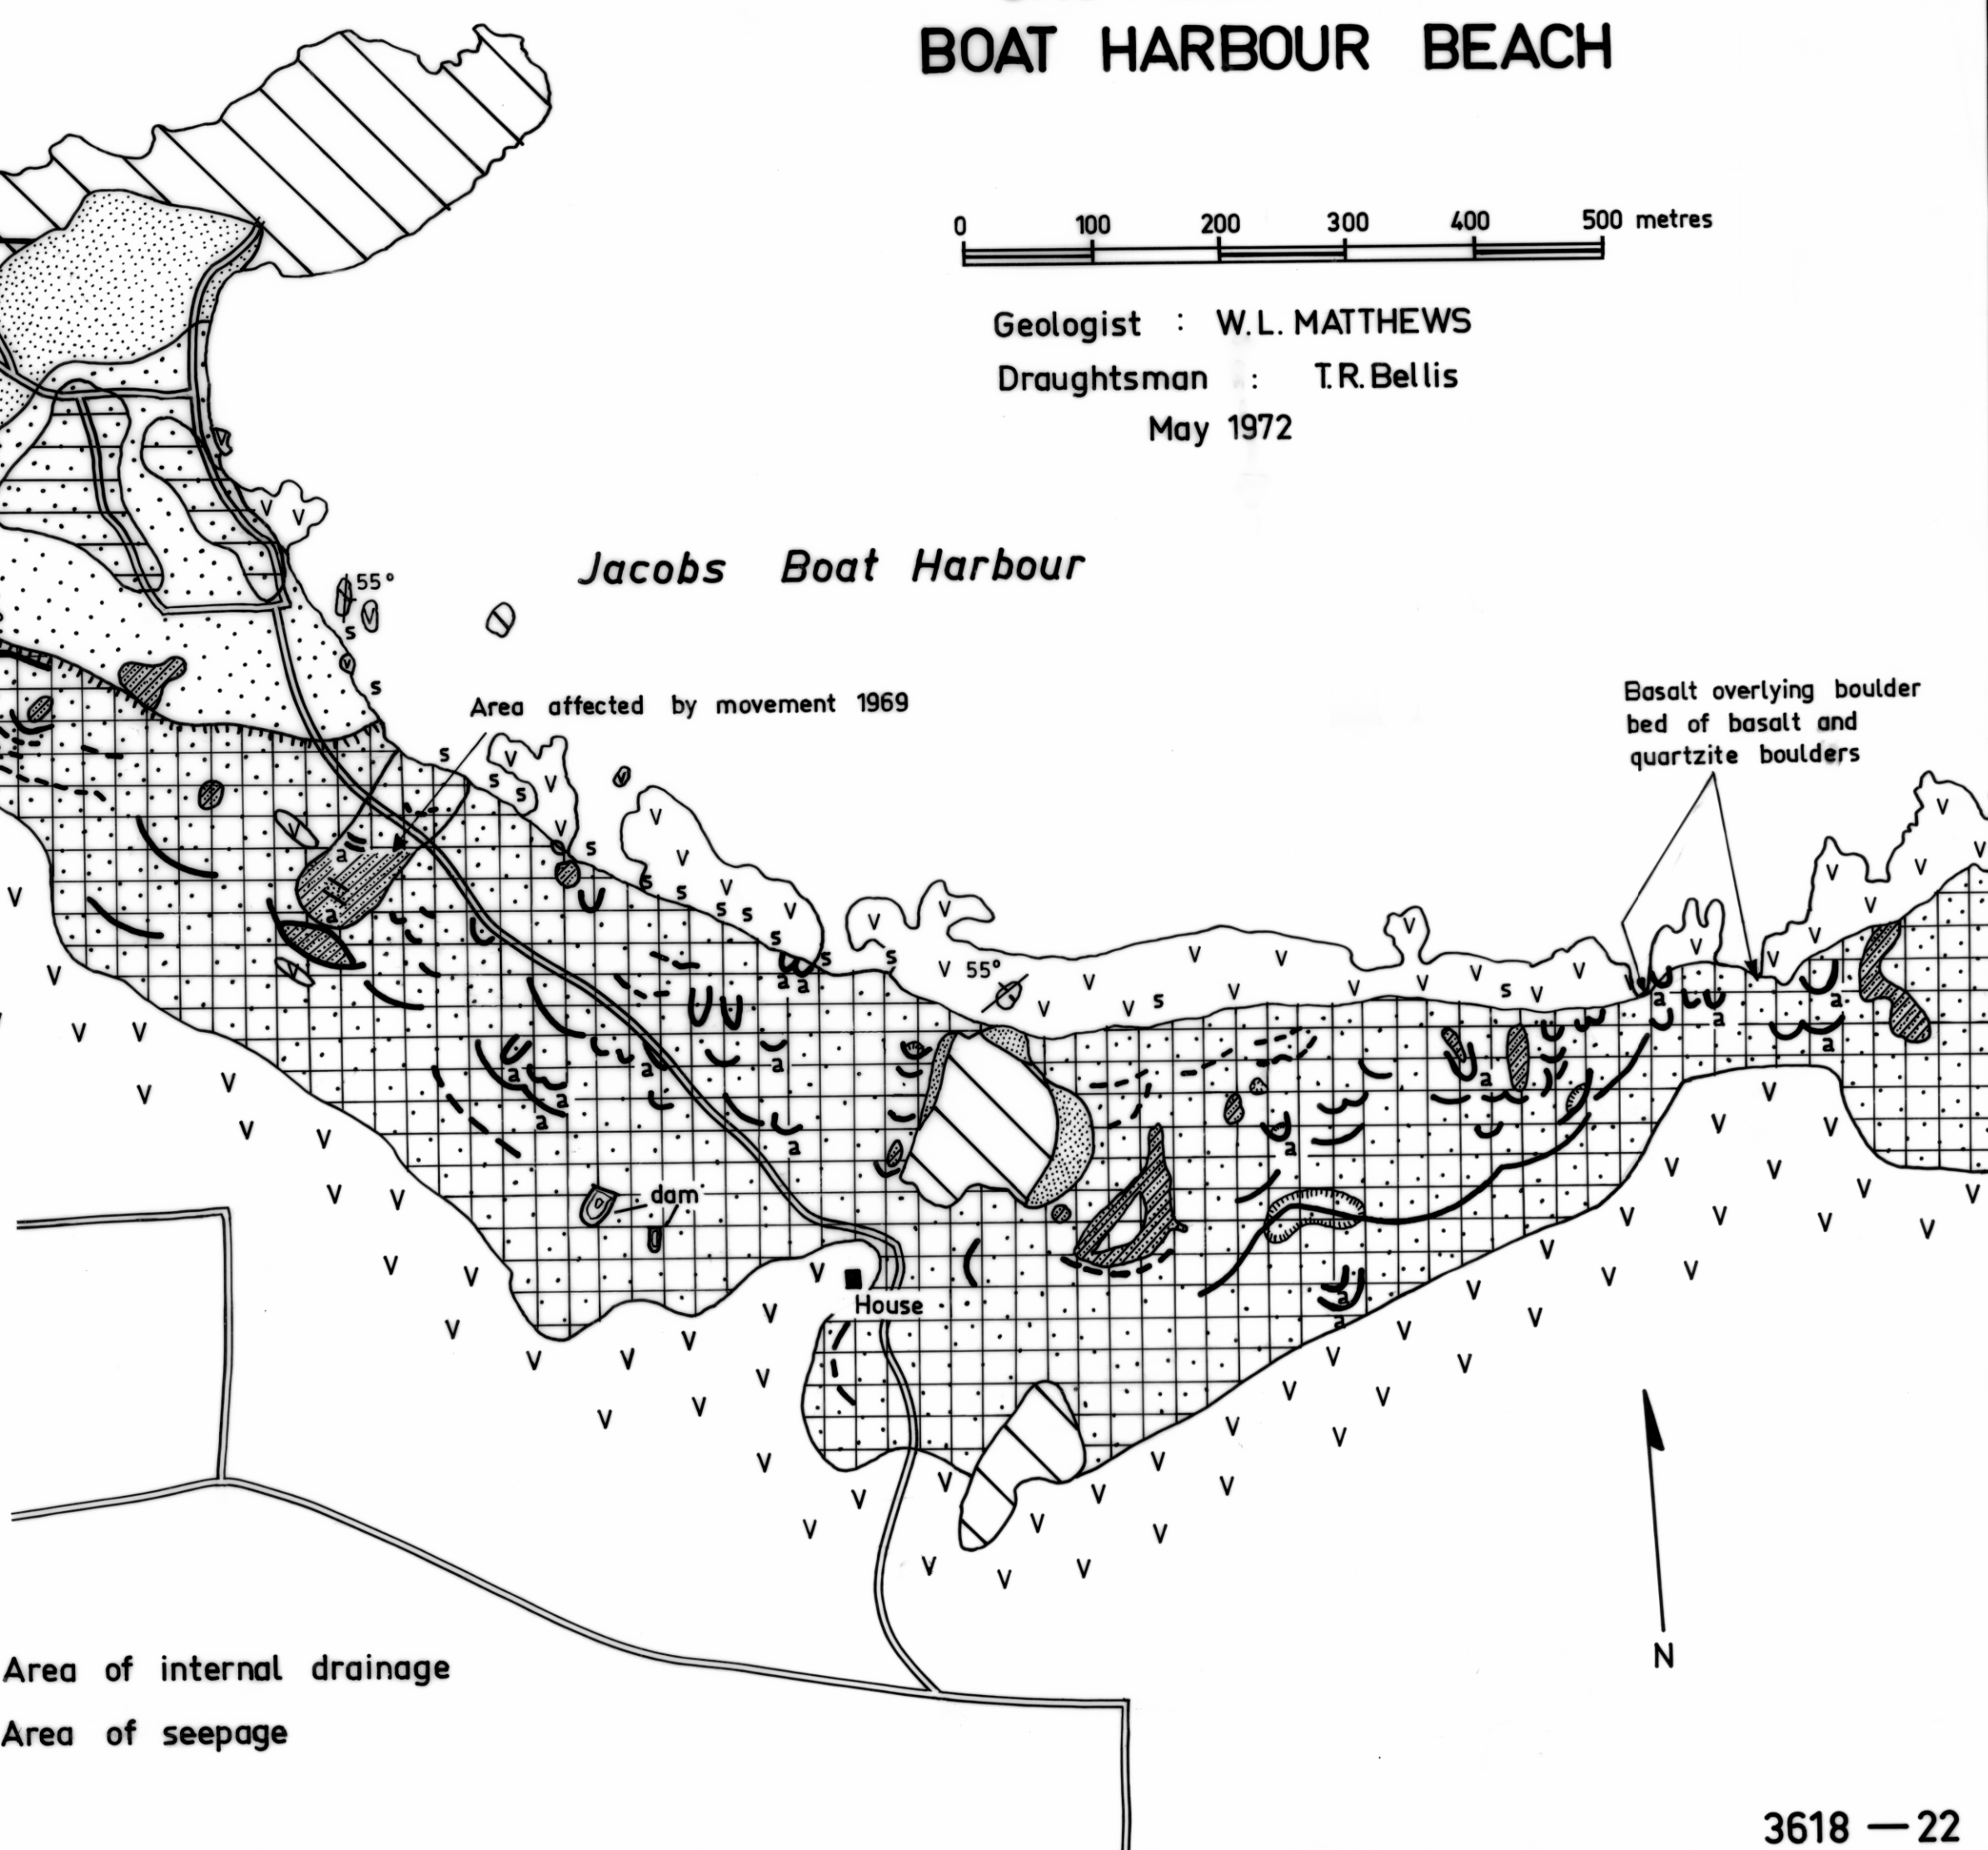 BOAT HARBOUR BEACH
0 100 200 300 400 500 metres
Geologist : W.L. MATTHEWS
Draughtsman : T.R. Bellis
May 1972
Jacobs Boat Harbour
55°
Area affected by movement 1969
Basalt overlying boulder
bed of basalt and
quartzite boulders
55°
dam
House
N
Area of internal drainage
Area of seepage
3618 — 22